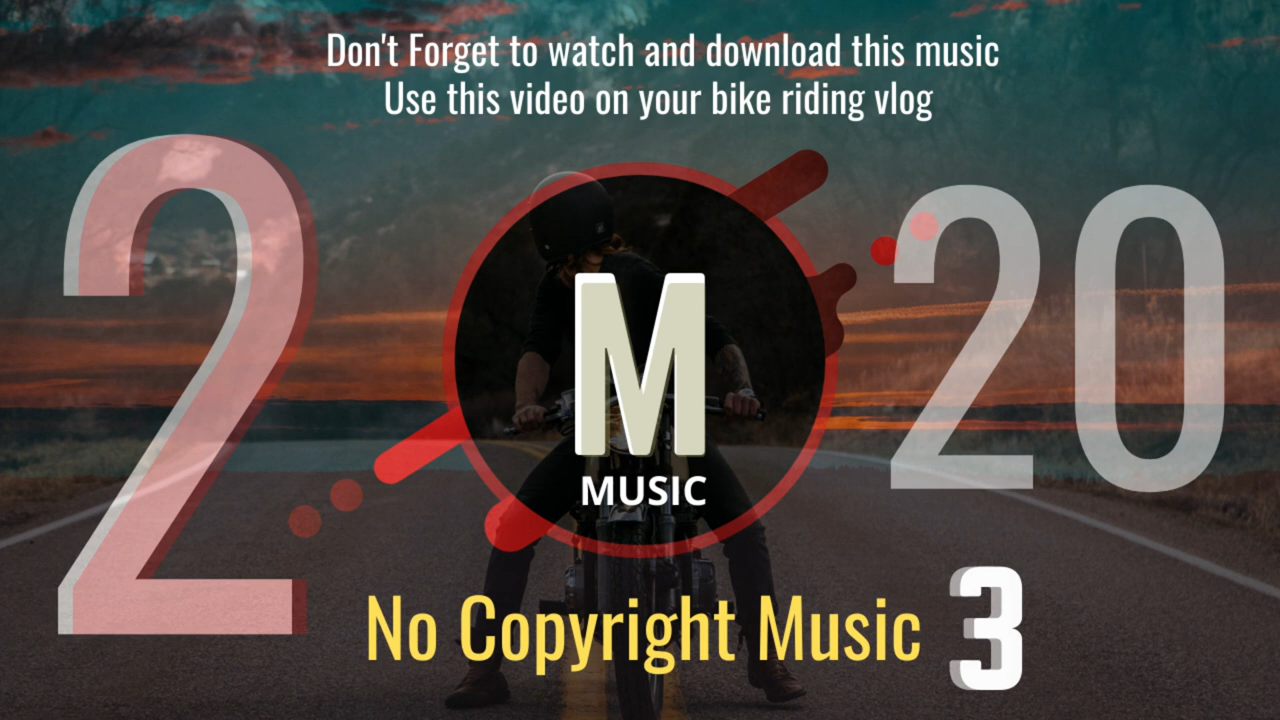 Don't Forget to watch and download this music
Use this video on your bike riding vlog
2
20
M
MUSIC
No Copyright Music
3